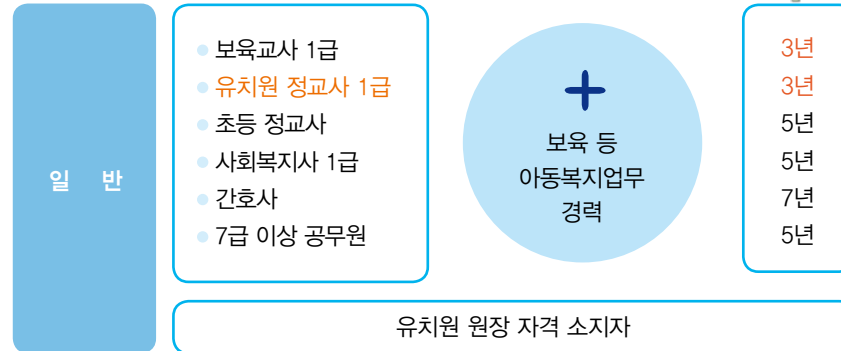 일 반
보육교사 1급
유치원 정교사 1급
초등 정교사
사회복지사 1급
간호사
7급 이상 공무원
+
보육 등
아동복지업무
경력
3년
3년
5년
5년
7년
5년
유치원 원장 자격 소지자